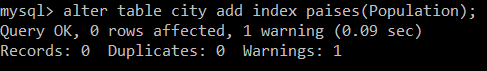 mysql> alter table city add index paises(Population);
Query OK, 0 rows affected, 1 warning (0.09 sec)
Records: 0  Duplicates: 0  Warnings: 1